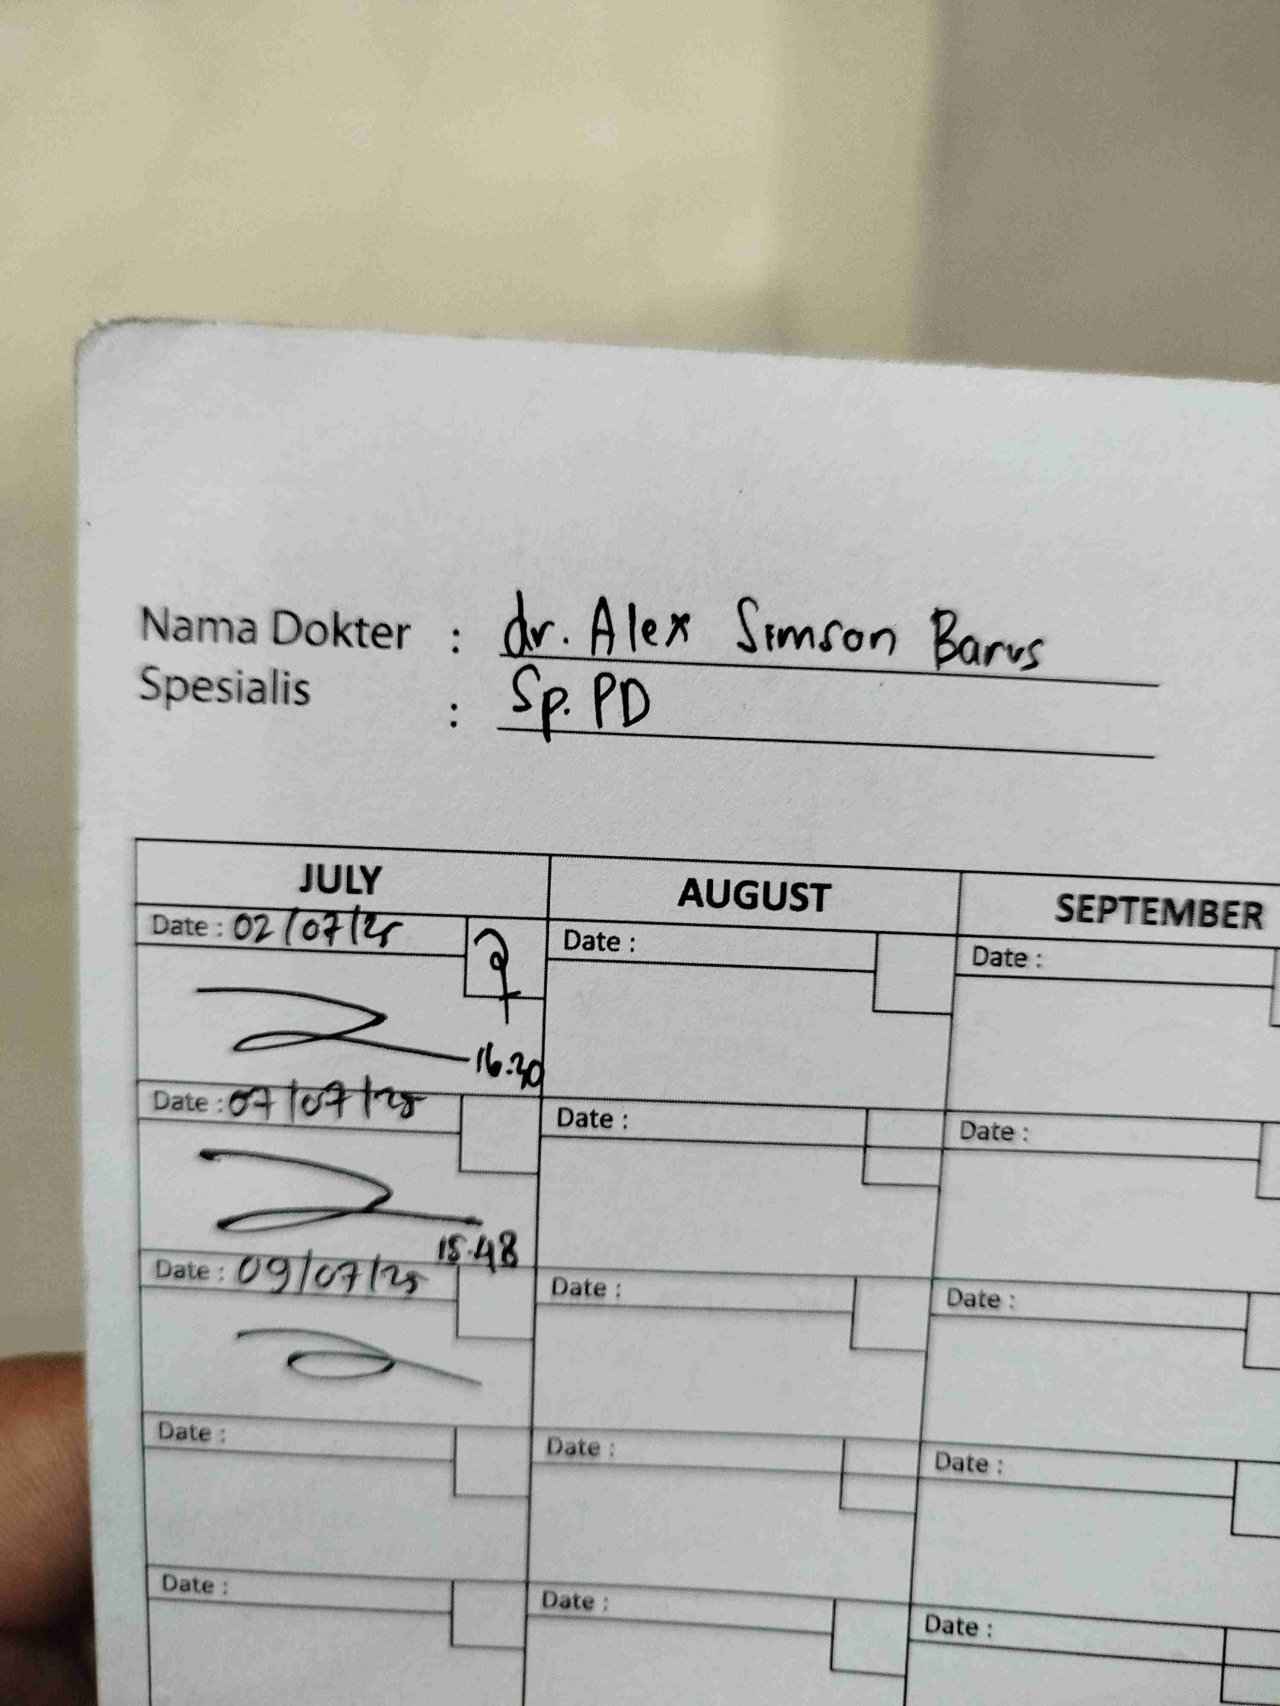 Nama Dokter : dr. Alex Simson Barus
Spesialis : Sp. PD
JULY AUGUST SEPTEMBER
Date : 02/07/25 Date : Date :
16.30
Date : 07/07/25 Date : Date :
15.48
Date : 09/07/25 Date : Date :
Date : Date : Date :
Date : Date : Date :